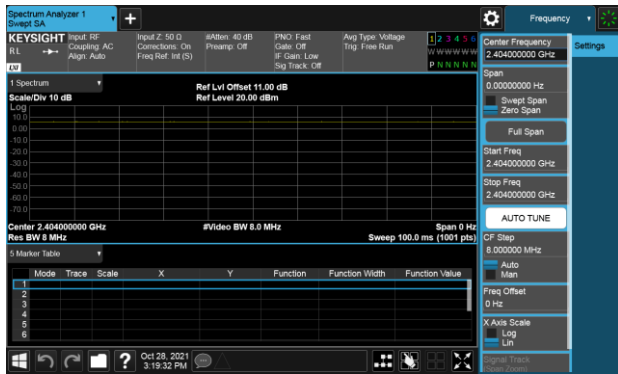 Spectrum Analyzer 1
Swept SA
Frequency
KEYSIGHT
Input: RF
Input Z: 50 Ω
#Atten: 40 dB
PNO: Fast
Avg Type: Voltage
1 2 3 4 5 6
RL
Coupling: AC
Corrections: On
Preamp: Off
Gate: Off
Trig: Free Run
Align: Auto
Freq Ref: Int (S)
IF Gain: Low
W W W W W W
LXI
Sig Track: Off
P N N N N N
Center Frequency
2.404000000 GHz
Settings
Span
0.00000000 Hz
Swept Span
Zero Span
Full Span
Start Freq
2.404000000 GHz
Stop Freq
2.404000000 GHz
AUTO TUNE
CF Step
8.000000 MHz
Auto
Man
Freq Offset
0 Hz
X Axis Scale
Log
Lin
Signal Track
(Span Zoom)
1 Spectrum
Ref Lvl Offset 11.00 dB
Scale/Div 10 dB
Ref Level 20.00 dBm
Log
10.0
0.00
-10.0
-20.0
-30.0
-40.0
-50.0
-60.0
-70.0
Center 2.404000000 GHz
#Video BW 8.0 MHz
Span 0 Hz
Res BW 8 MHz
Sweep 100.0 ms (1001 pts)
5 Marker Table
Mode Trace Scale X Y Function Function Width Function Value
1
2
3
4
5
6
?
Oct 28, 2021
3:19:32 PM